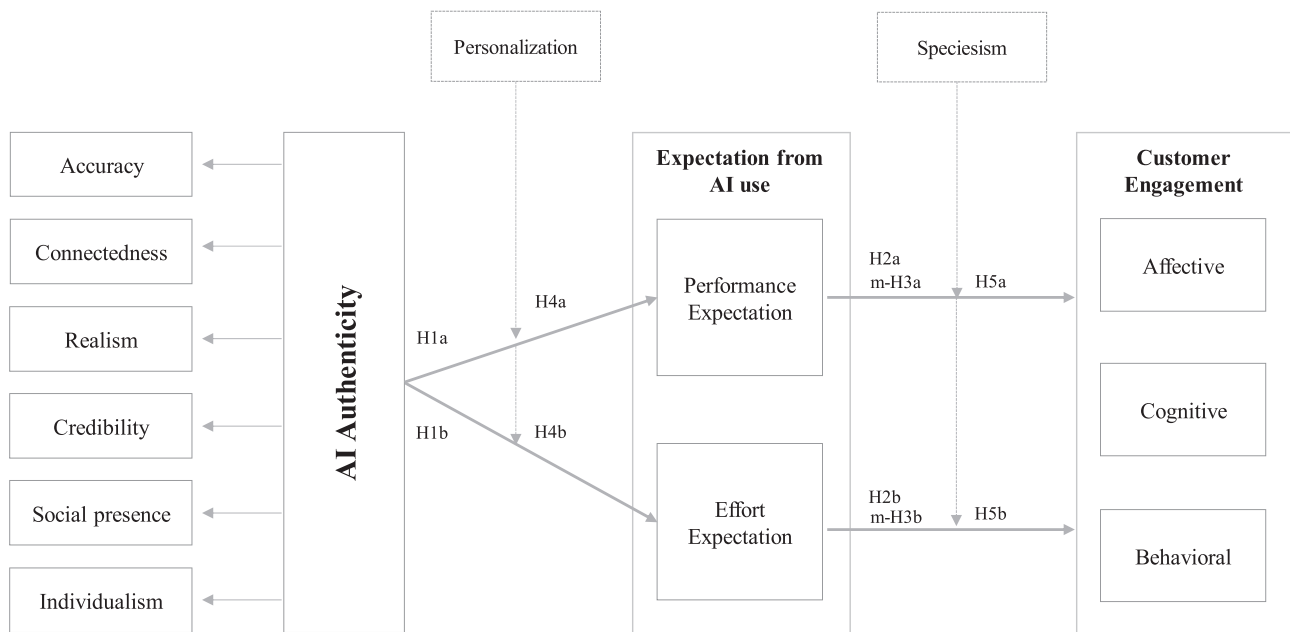 Personalization
Speciesism
Accuracy
Connectedness
Realism
Credibility
Social presence
Individualism
AI Authenticity
H1a
H1b
H4a
H4b
Expectation from
AI use
Performance
Expectation
Effort
Expectation
H2a
m-H3a
H5a
H2b
m-H3b
H5b
Customer
Engagement
Affective
Cognitive
Behavioral